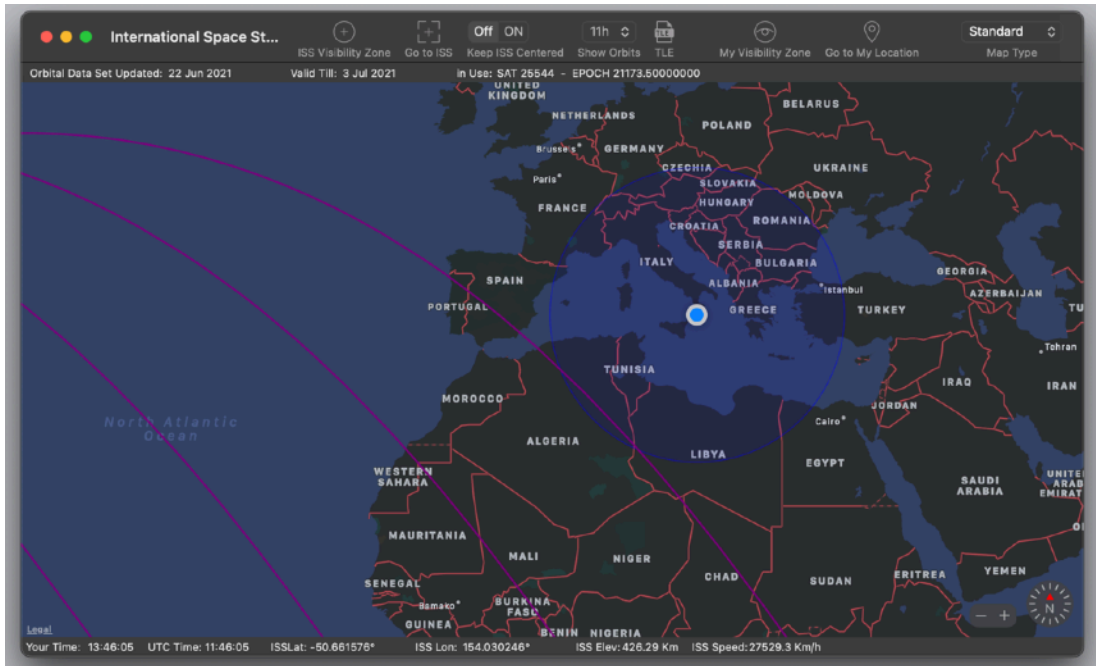 International Space St...
ISS Visibility Zone
Go to ISS
Off ON
Keep ISS Centered
11h
Show Orbits
TLE
TLE
My Visibility Zone
Go to My Location
Standard
Map Type
Orbital Data Set Updated: 22 Jun 2021
Valid Till: 3 Jul 2021
In Use: SAT 25544 - EPOCH 21173.50000000
UNITED
KINGDOM
NETHERLANDS
BELARUS
POLAND
Brussels
GERMANY
CZECHIA
UKRAINE
Paris
SLOVAKIA
MOLDOVA
HUNGARY
FRANCE
ROMANIA
CROATIA
SERBIA
ITALY
BULGARIA
GEORGIA
SPAIN
ALBANIA
Istanbul
AZERBAIJAN
PORTUGAL
GREECE
TURKEY
TU
Tehran
TUNISIA
IRAQ
IRAN
MOROCCO
JORDAN
North Atlantic
Ocean
Cairo
ALGERIA
LIBYA
EGYPT
WESTERN
SAHARA
SAUDI
ARABIA
UNITE
ARAB
EMIRAT
MAURITANIA
MALI
NIGER
CHAD
SUDAN
ERITREA
YEMEN
SENEGAL
Bamako
BURKINA
FASO
GUINEA
BENIN
NIGERIA
N
Legal
Your Time: 13:46:05
UTC Time: 11:46:05
ISSLat: -50.661576°
ISS Lon: 154.030246°
ISS Elev: 426.29 Km
ISS Speed: 27529.3 Km/h